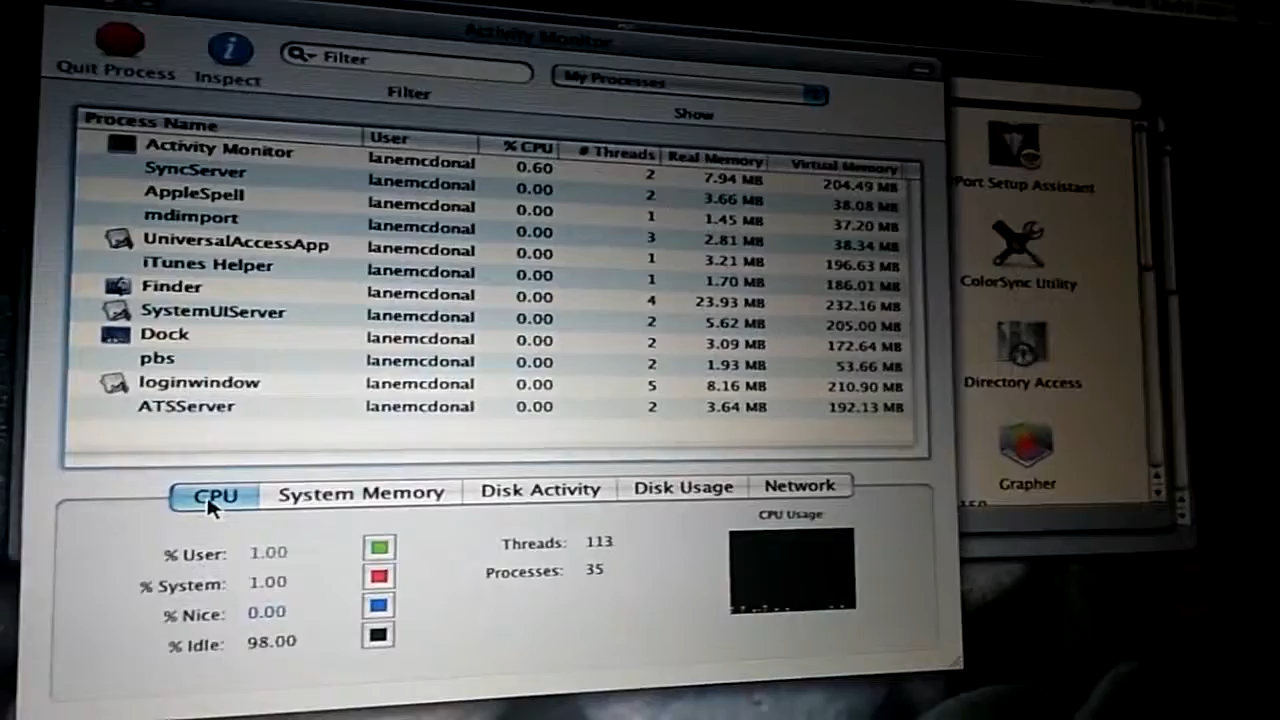 Activity Monitor
Quit Process
Inspect
Filter
Filter
My Processes
Show
Process Name User % CPU # Threads Real Memory Virtual Memory
Activity Monitor lanemcdonal 0.60 2 7.94 MB 204.49 MB
SyncServer lanemcdonal 0.00 2 3.66 MB 38.08 MB
AppleSpell lanemcdonal 0.00 1 1.45 MB 37.20 MB
mdimport lanemcdonal 0.00 3 2.81 MB 38.34 MB
UniversalAccessApp lanemcdonal 0.00 1 3.21 MB 196.63 MB
iTunes Helper lanemcdonal 0.00 1 1.70 MB 186.01 MB
Finder lanemcdonal 0.00 4 23.93 MB 232.16 MB
SystemUIServer lanemcdonal 0.00 2 5.62 MB 205.00 MB
Dock lanemcdonal 0.00 2 3.09 MB 172.64 MB
pbs lanemcdonal 0.00 2 1.93 MB 53.66 MB
loginwindow lanemcdonal 0.00 5 8.16 MB 210.90 MB
ATSServer lanemcdonal 0.00 2 3.64 MB 192.13 MB
CPU System Memory Disk Activity Disk Usage Network
% User: 1.00
% System: 1.00
% Nice: 0.00
% Idle: 98.00
Threads: 113
Processes: 35
CPU Usage
Port Setup Assistant
ColorSync Utility
Directory Access
Grapher